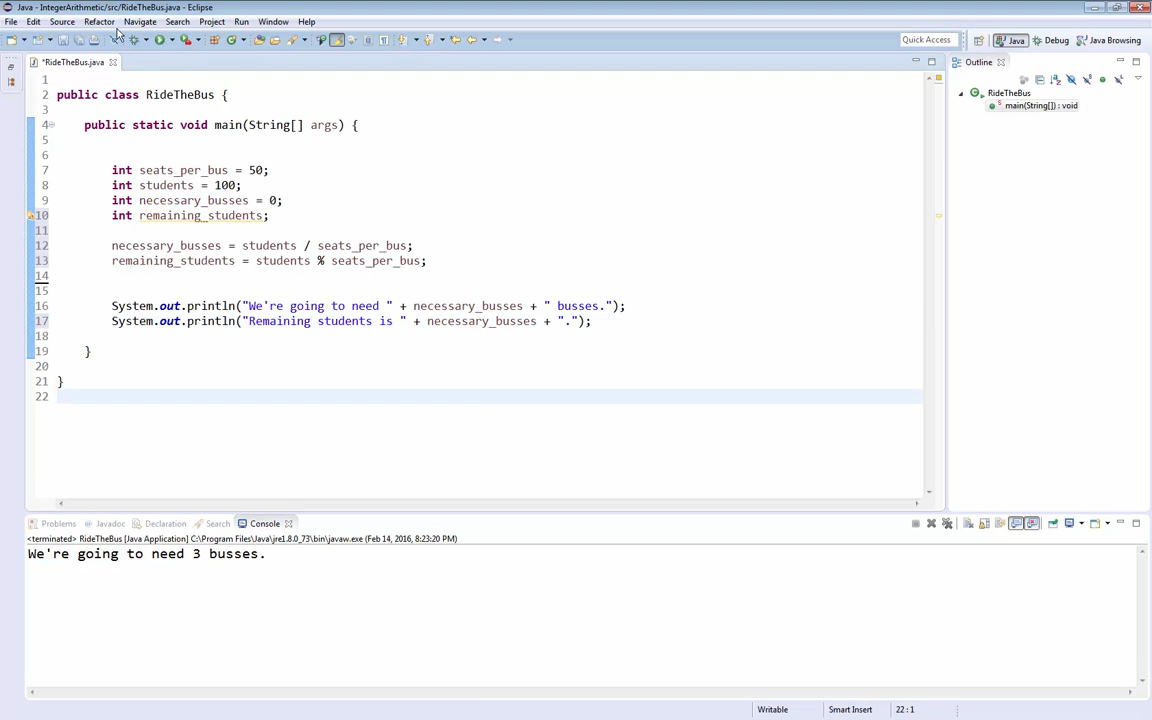 Java - IntegerArithmetic/src/RideTheBus.java - Eclipse
File Edit Source Refactor Navigate Search Project Run Window Help
Quick Access Java Debug Java Browsing
*RideTheBus.java
Outline
1
2 public class RideTheBus {
3
4 public static void main(String[] args) {
5
6
7 int seats_per_bus = 50;
8 int students = 100;
9 int necessary_busses = 0;
10 int remaining_students;
11
12 necessary_busses = students / seats_per_bus;
13 remaining_students = students % seats_per_bus;
14
15
16 System.out.println("We're going to need " + necessary_busses + " busses.");
17 System.out.println("Remaining students is " + necessary_busses + ".");
18
19 }
20
21 }
22
RideTheBus
main(String[]) : void
Problems Javadoc Declaration Search Console
<terminated> RideTheBus [Java Application] C:\Program Files\Java\jre1.8.0_73\bin\javaw.exe (Feb 14, 2016, 8:23:20 PM)
We're going to need 3 busses.
Writable Smart Insert 22 : 1